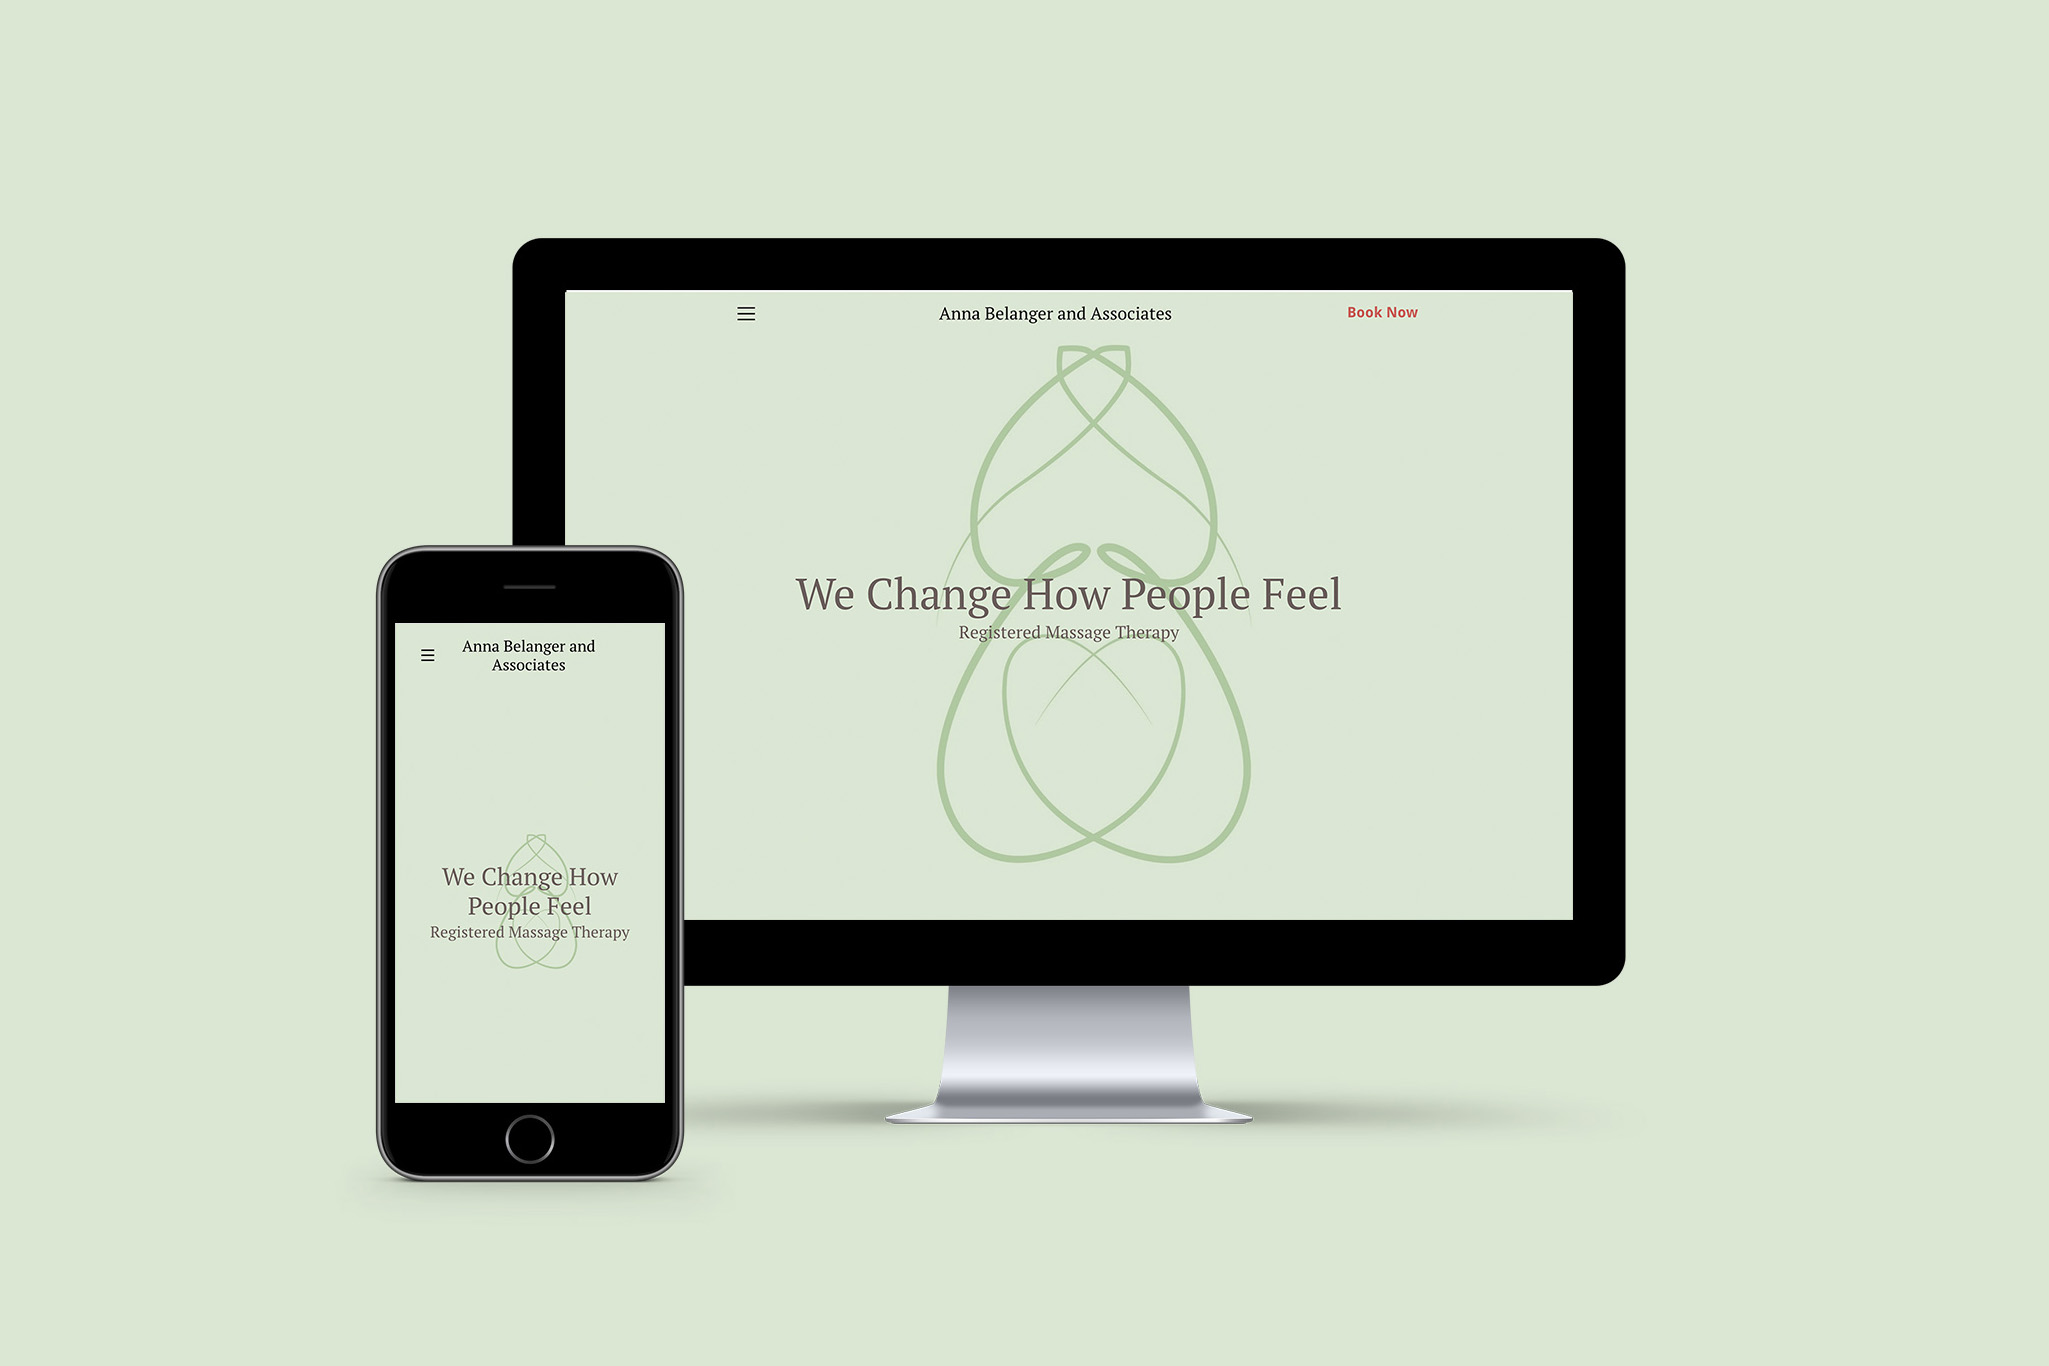 Anna Belanger and Associates
Book Now
We Change How People Feel
Registered Massage Therapy
Anna Belanger and
Associates
We Change How
People Feel
Registered Massage Therapy